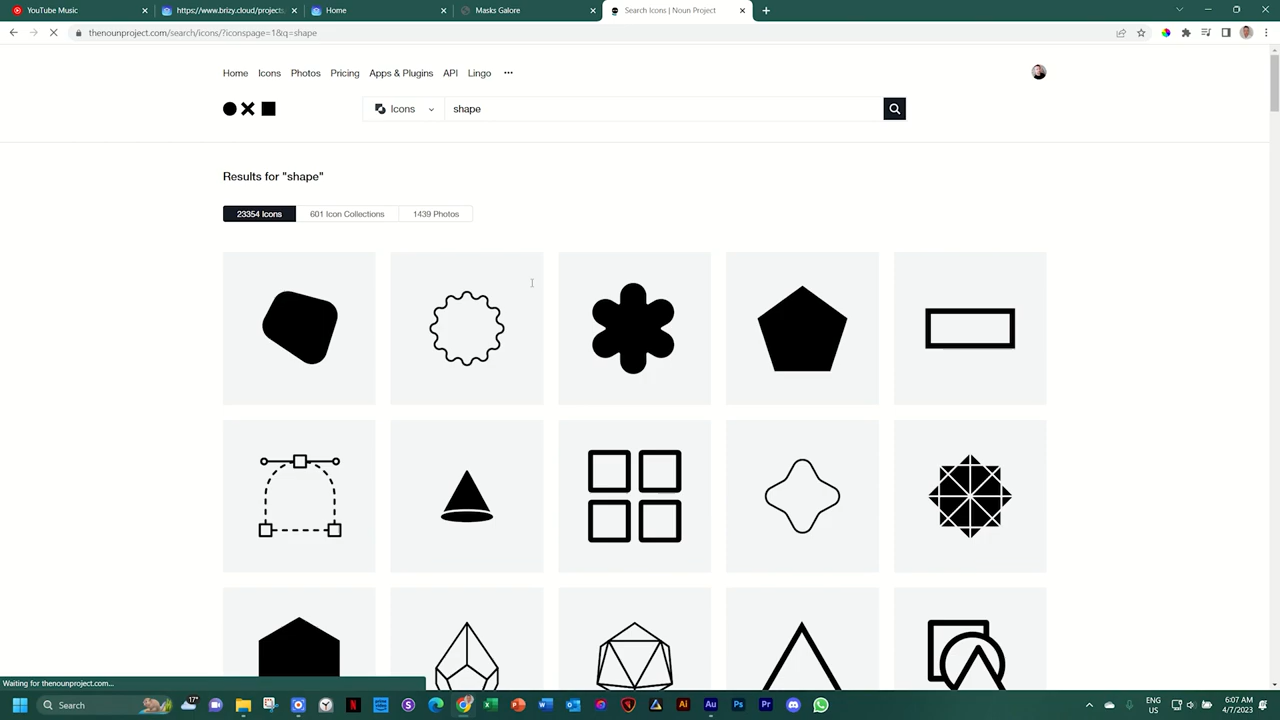 YouTube Music
https://www.brizy.cloud/projects
Home
Masks Galore
Search Icons | Noun Project
thenounproject.com/search/icons/?iconspage=1&q=shape
Home Icons Photos Pricing Apps & Plugins API Lingo
Icons shape
Results for "shape"
23354 Icons 601 Icon Collections 1439 Photos
Waiting for thenounproject.com...
Search
17°
ENG
US
6:07 AM
4/7/2023